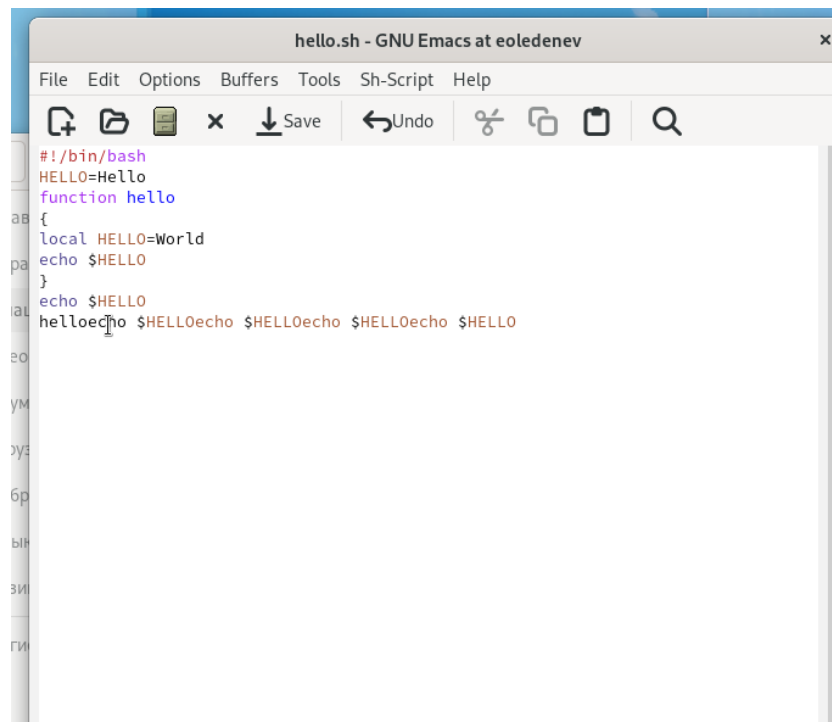 hello.sh - GNU Emacs at eoledenev
File Edit Options Buffers Tools Sh-Script Help
Save Undo
#!/bin/bash
HELLO=Hello
function hello
{
local HELLO=World
echo $HELLO
}
echo $HELLO
helloecho $HELLOecho $HELLOecho $HELLOecho $HELLO